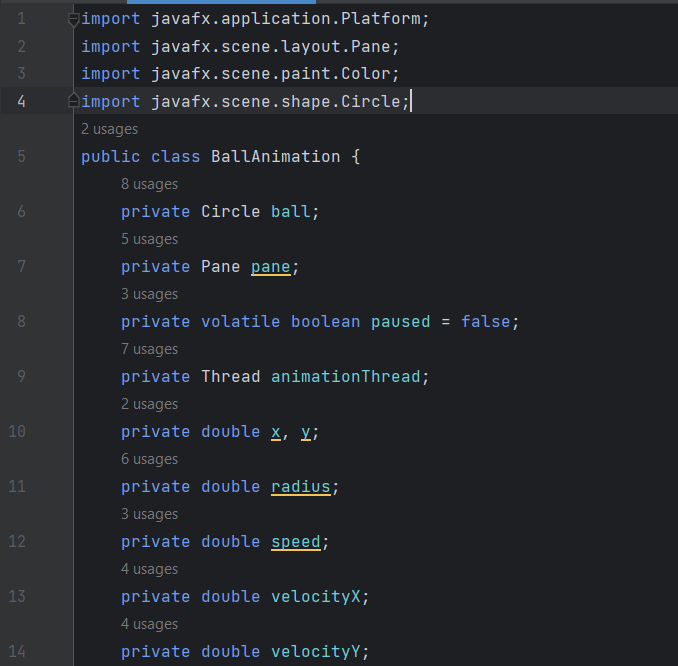 1 import javafx.application.Platform;
2 import javafx.scene.layout.Pane;
3 import javafx.scene.paint.Color;
4 import javafx.scene.shape.Circle;
2 usages
5 public class BallAnimation {
8 usages
6 private Circle ball;
5 usages
7 private Pane pane;
3 usages
8 private volatile boolean paused = false;
7 usages
9 private Thread animationThread;
2 usages
10 private double x, y;
6 usages
11 private double radius;
3 usages
12 private double speed;
4 usages
13 private double velocityX;
4 usages
14 private double velocityY;